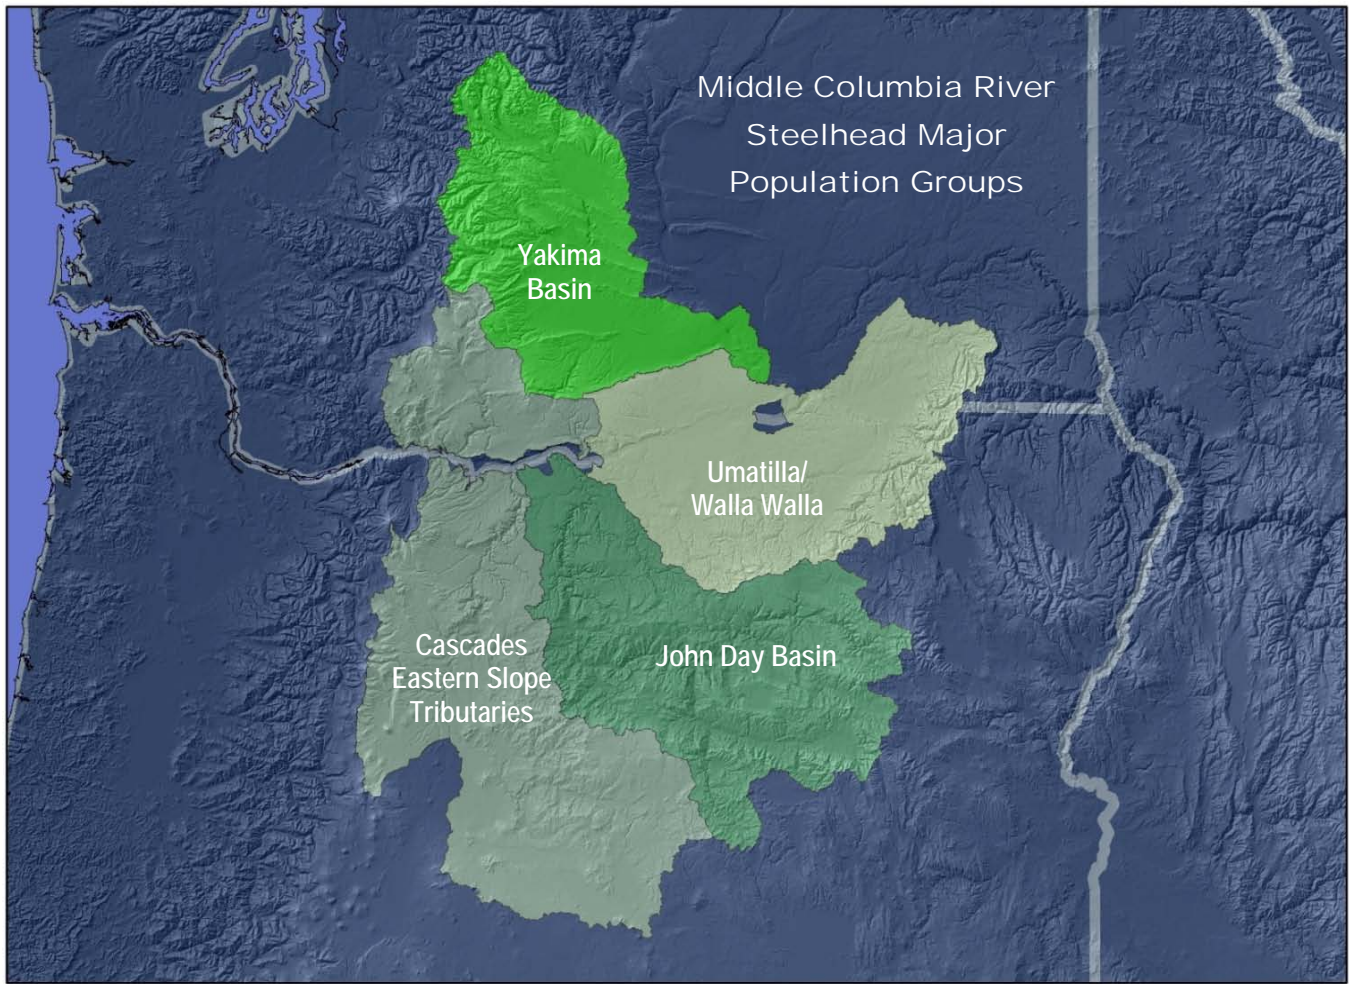 Middle Columbia River
Steelhead Major
Population Groups
Yakima
Basin
Umatilla/
Walla Walla
Cascades
Eastern Slope
Tributaries
John Day Basin